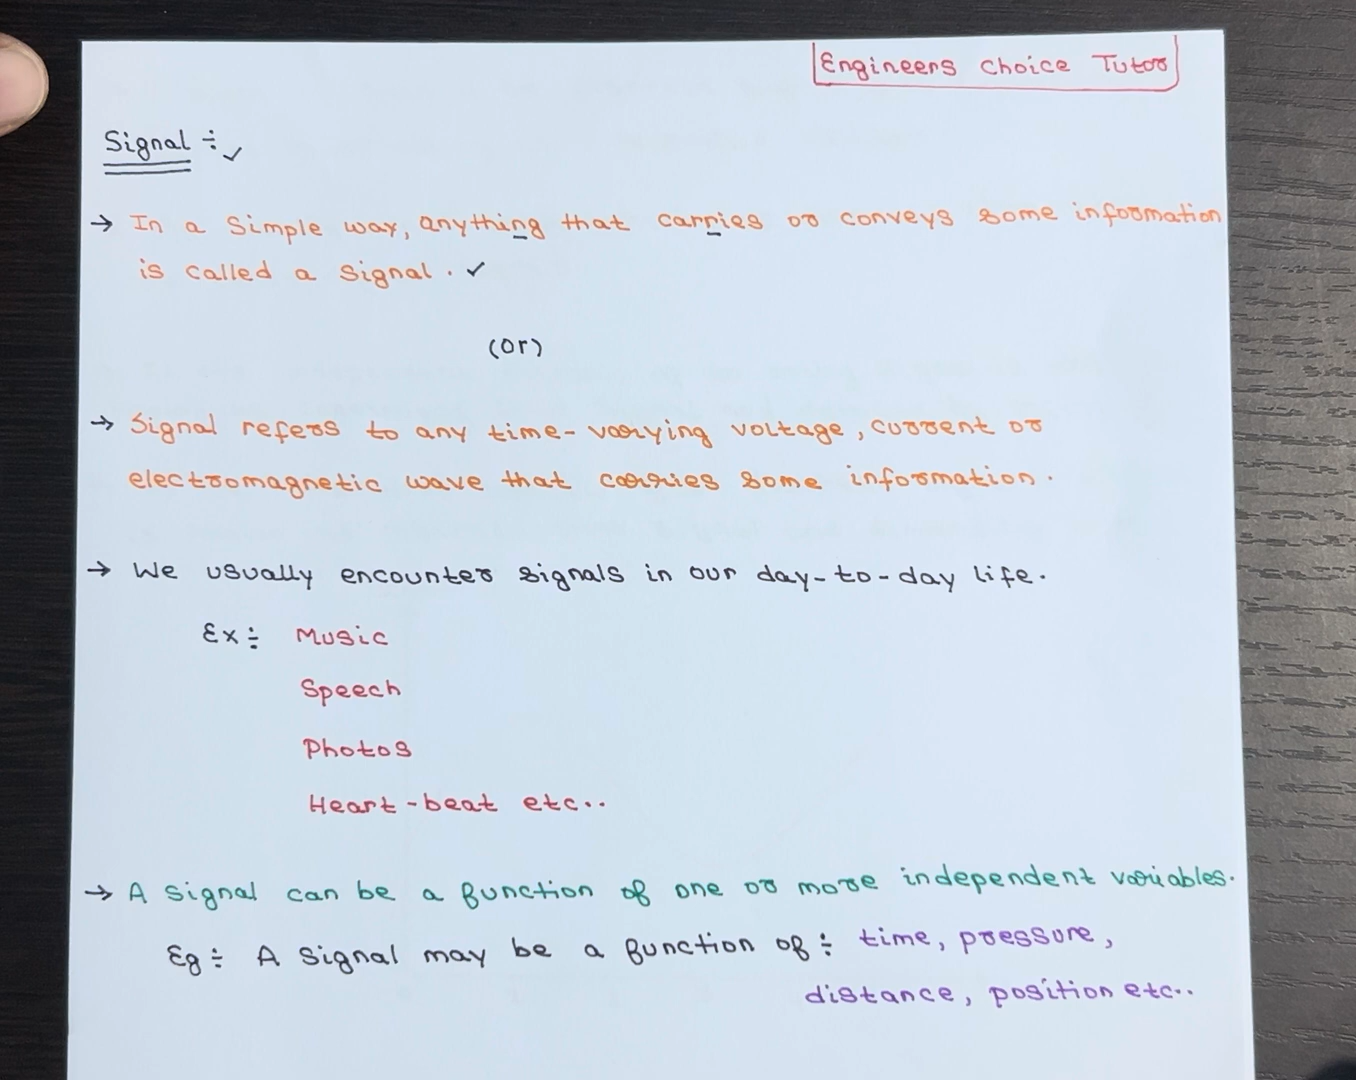 Engineers Choice Tutor
Signal ÷ ✓
→ In a Simple way, anything that carries or conveys some information
is called a signal. ✓
(Or)
→ Signal refers to any time-varying voltage, current or
electromagnetic wave that carries some information.
→ We usually encounter signals in our day-to-day life.
Ex÷ Music
Speech
Photos
Heart-beat etc..
→ A signal can be a function of one or more independent variables.
Eg÷ A Signal may be a function of÷ time, pressure,
distance, position etc..